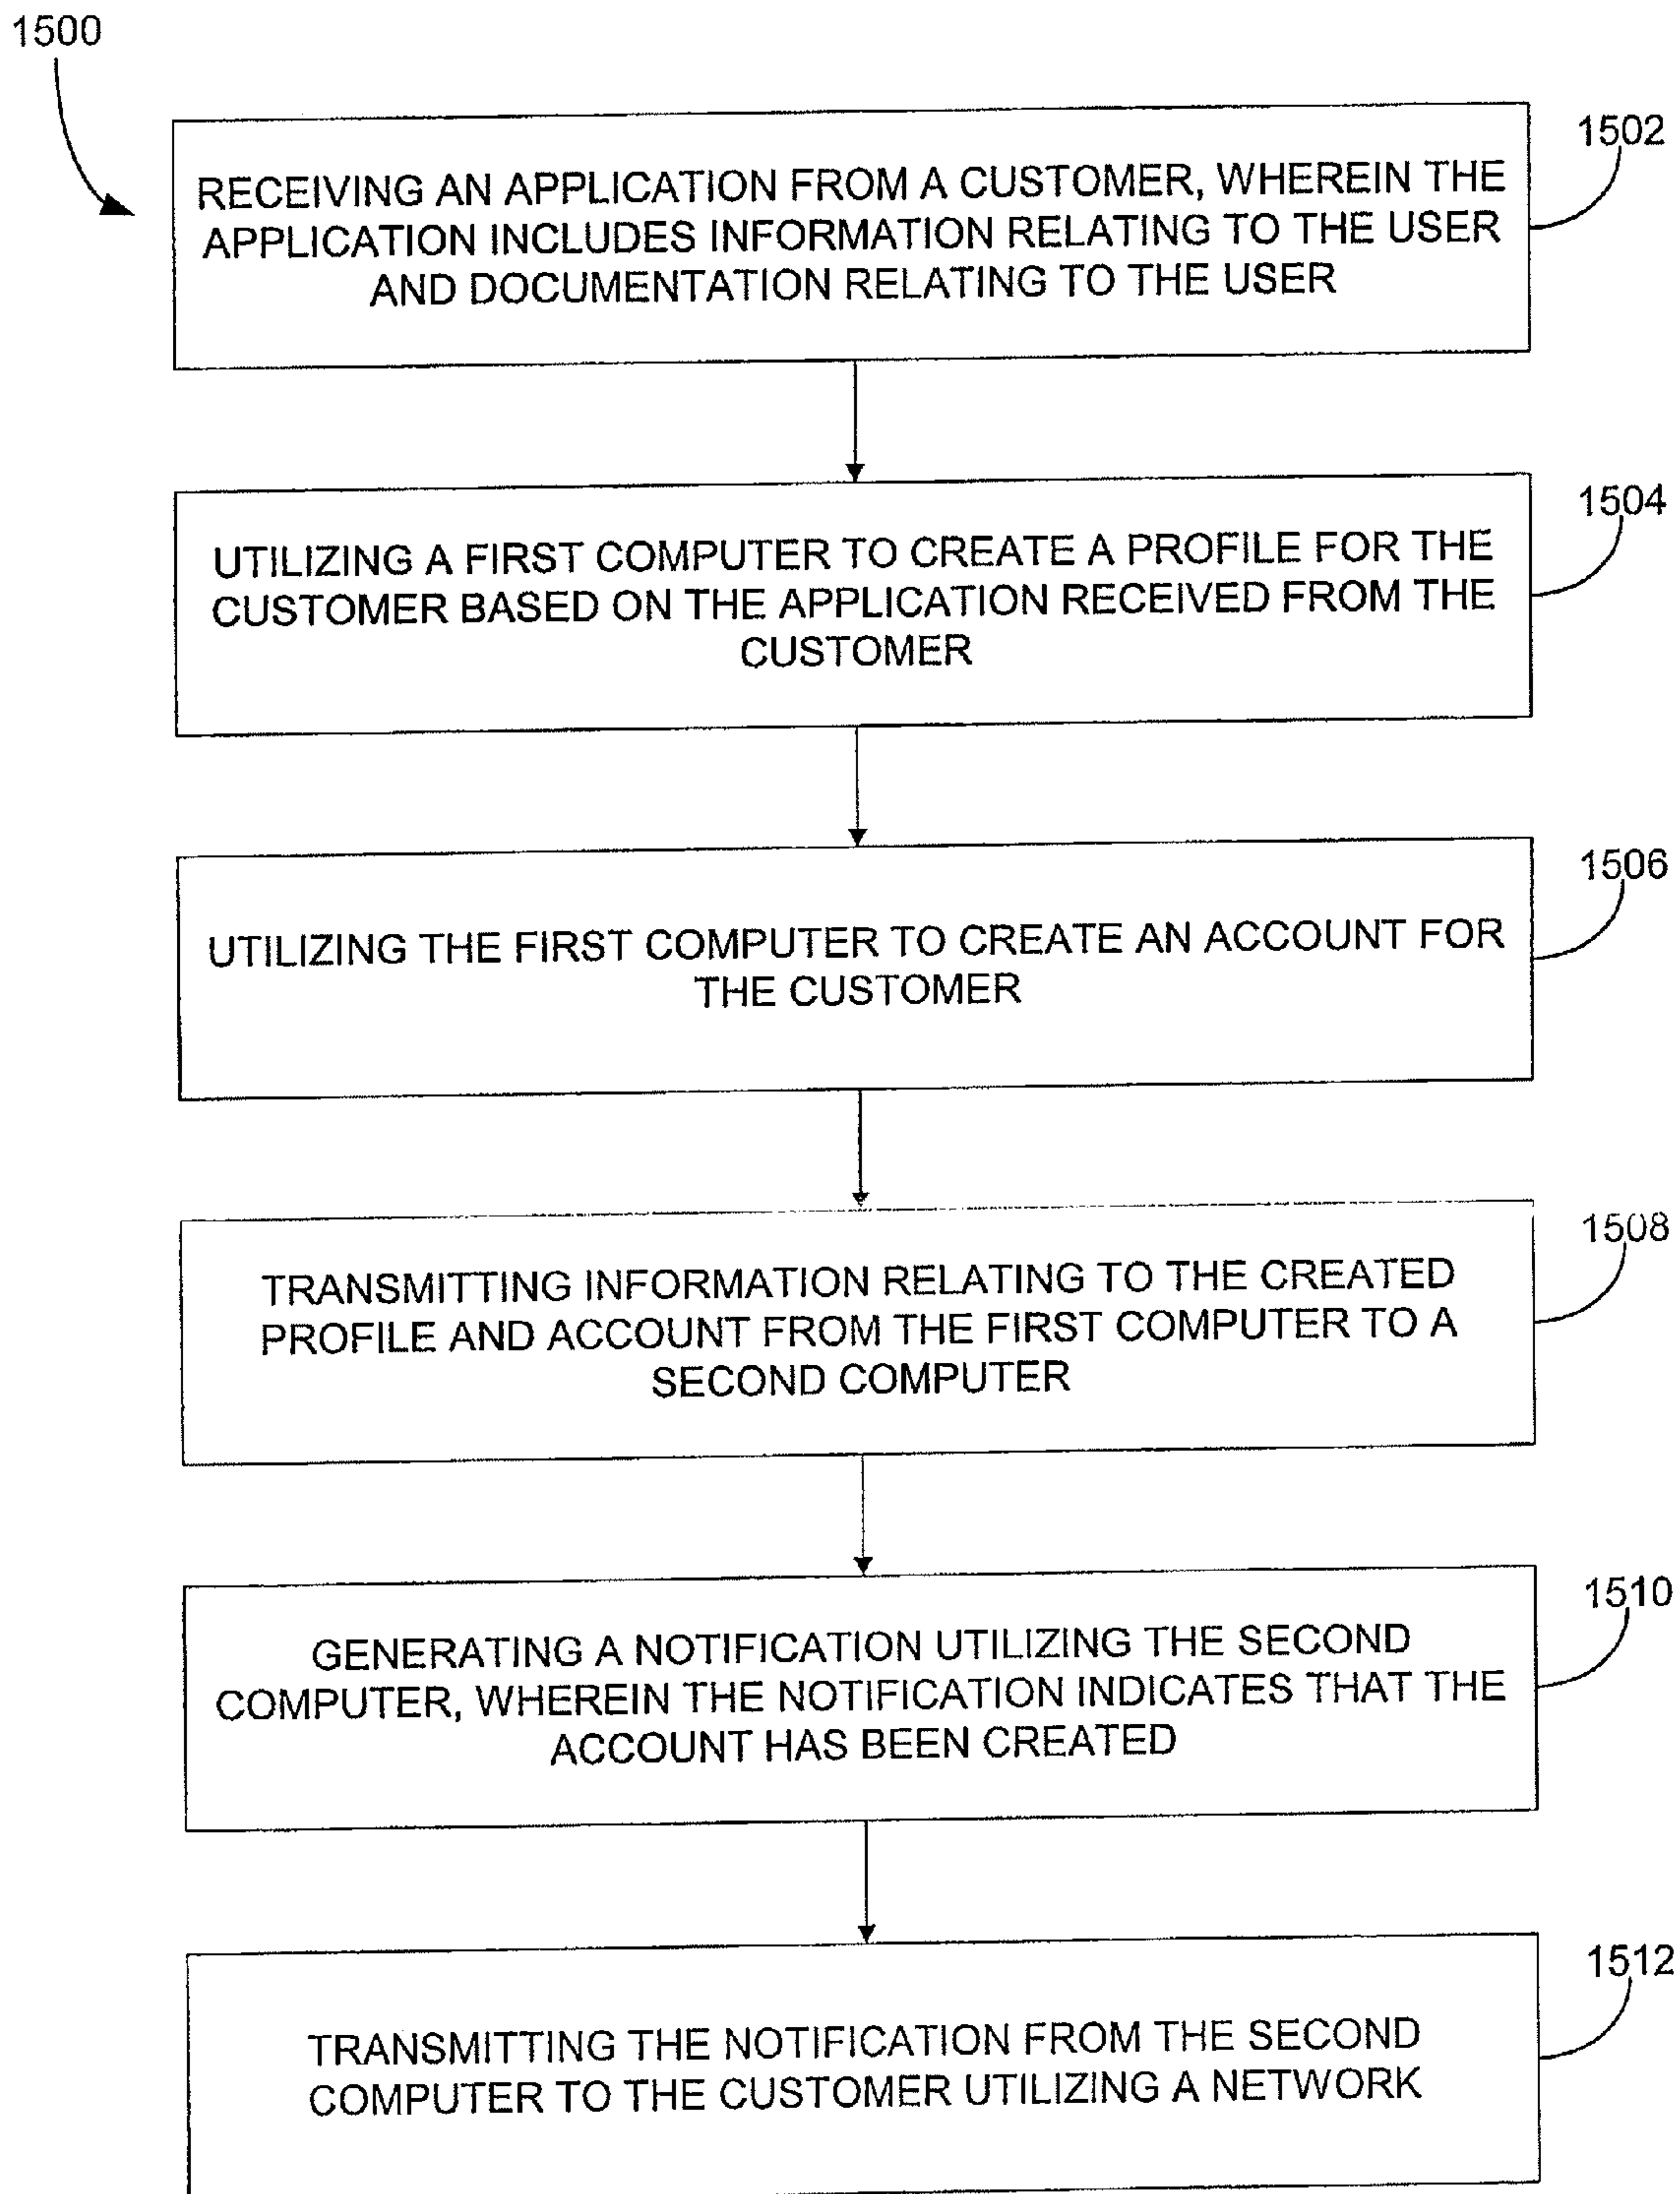 1500
1502
RECEIVING AN APPLICATION FROM A CUSTOMER, WHEREIN THE
APPLICATION INCLUDES INFORMATION RELATING TO THE USER
AND DOCUMENTATION RELATING TO THE USER
1504
UTILIZING A FIRST COMPUTER TO CREATE A PROFILE FOR THE
CUSTOMER BASED ON THE APPLICATION RECEIVED FROM THE
CUSTOMER
1506
UTILIZING THE FIRST COMPUTER TO CREATE AN ACCOUNT FOR
THE CUSTOMER
1508
TRANSMITTING INFORMATION RELATING TO THE CREATED
PROFILE AND ACCOUNT FROM THE FIRST COMPUTER TO A
SECOND COMPUTER
1510
GENERATING A NOTIFICATION UTILIZING THE SECOND
COMPUTER, WHEREIN THE NOTIFICATION INDICATES THAT THE
ACCOUNT HAS BEEN CREATED
1512
TRANSMITTING THE NOTIFICATION FROM THE SECOND
COMPUTER TO THE CUSTOMER UTILIZING A NETWORK